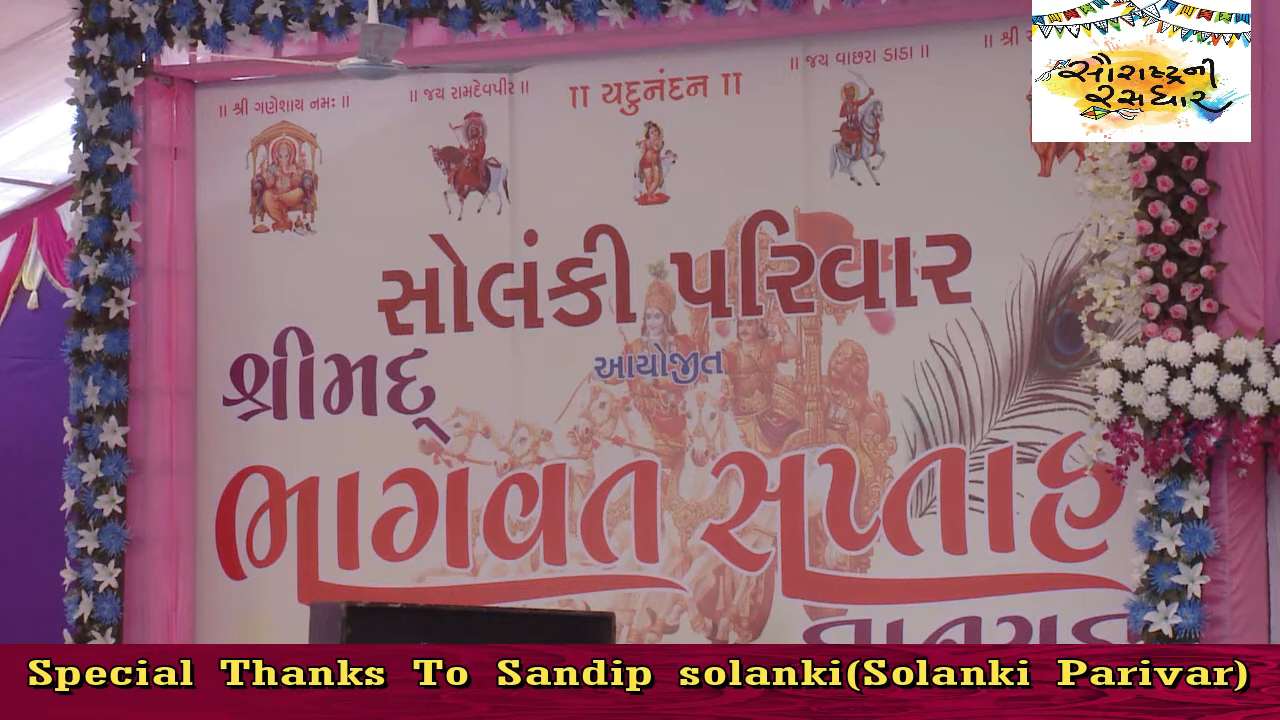 સૌરાષ્ટ્રની
રસધાર
|| શ્રી ગણેશાય નમઃ ||
|| જય રામદેવપીર ||
|| યદુનંદન ||
|| જય વાછરા ડાડા ||
|| શ્રી
સોલંકી પરિવાર
આયોજીત
શ્રીમદ્
ભાગવત સપ્તાહ
Special Thanks To Sandip solanki(Solanki Parivar)